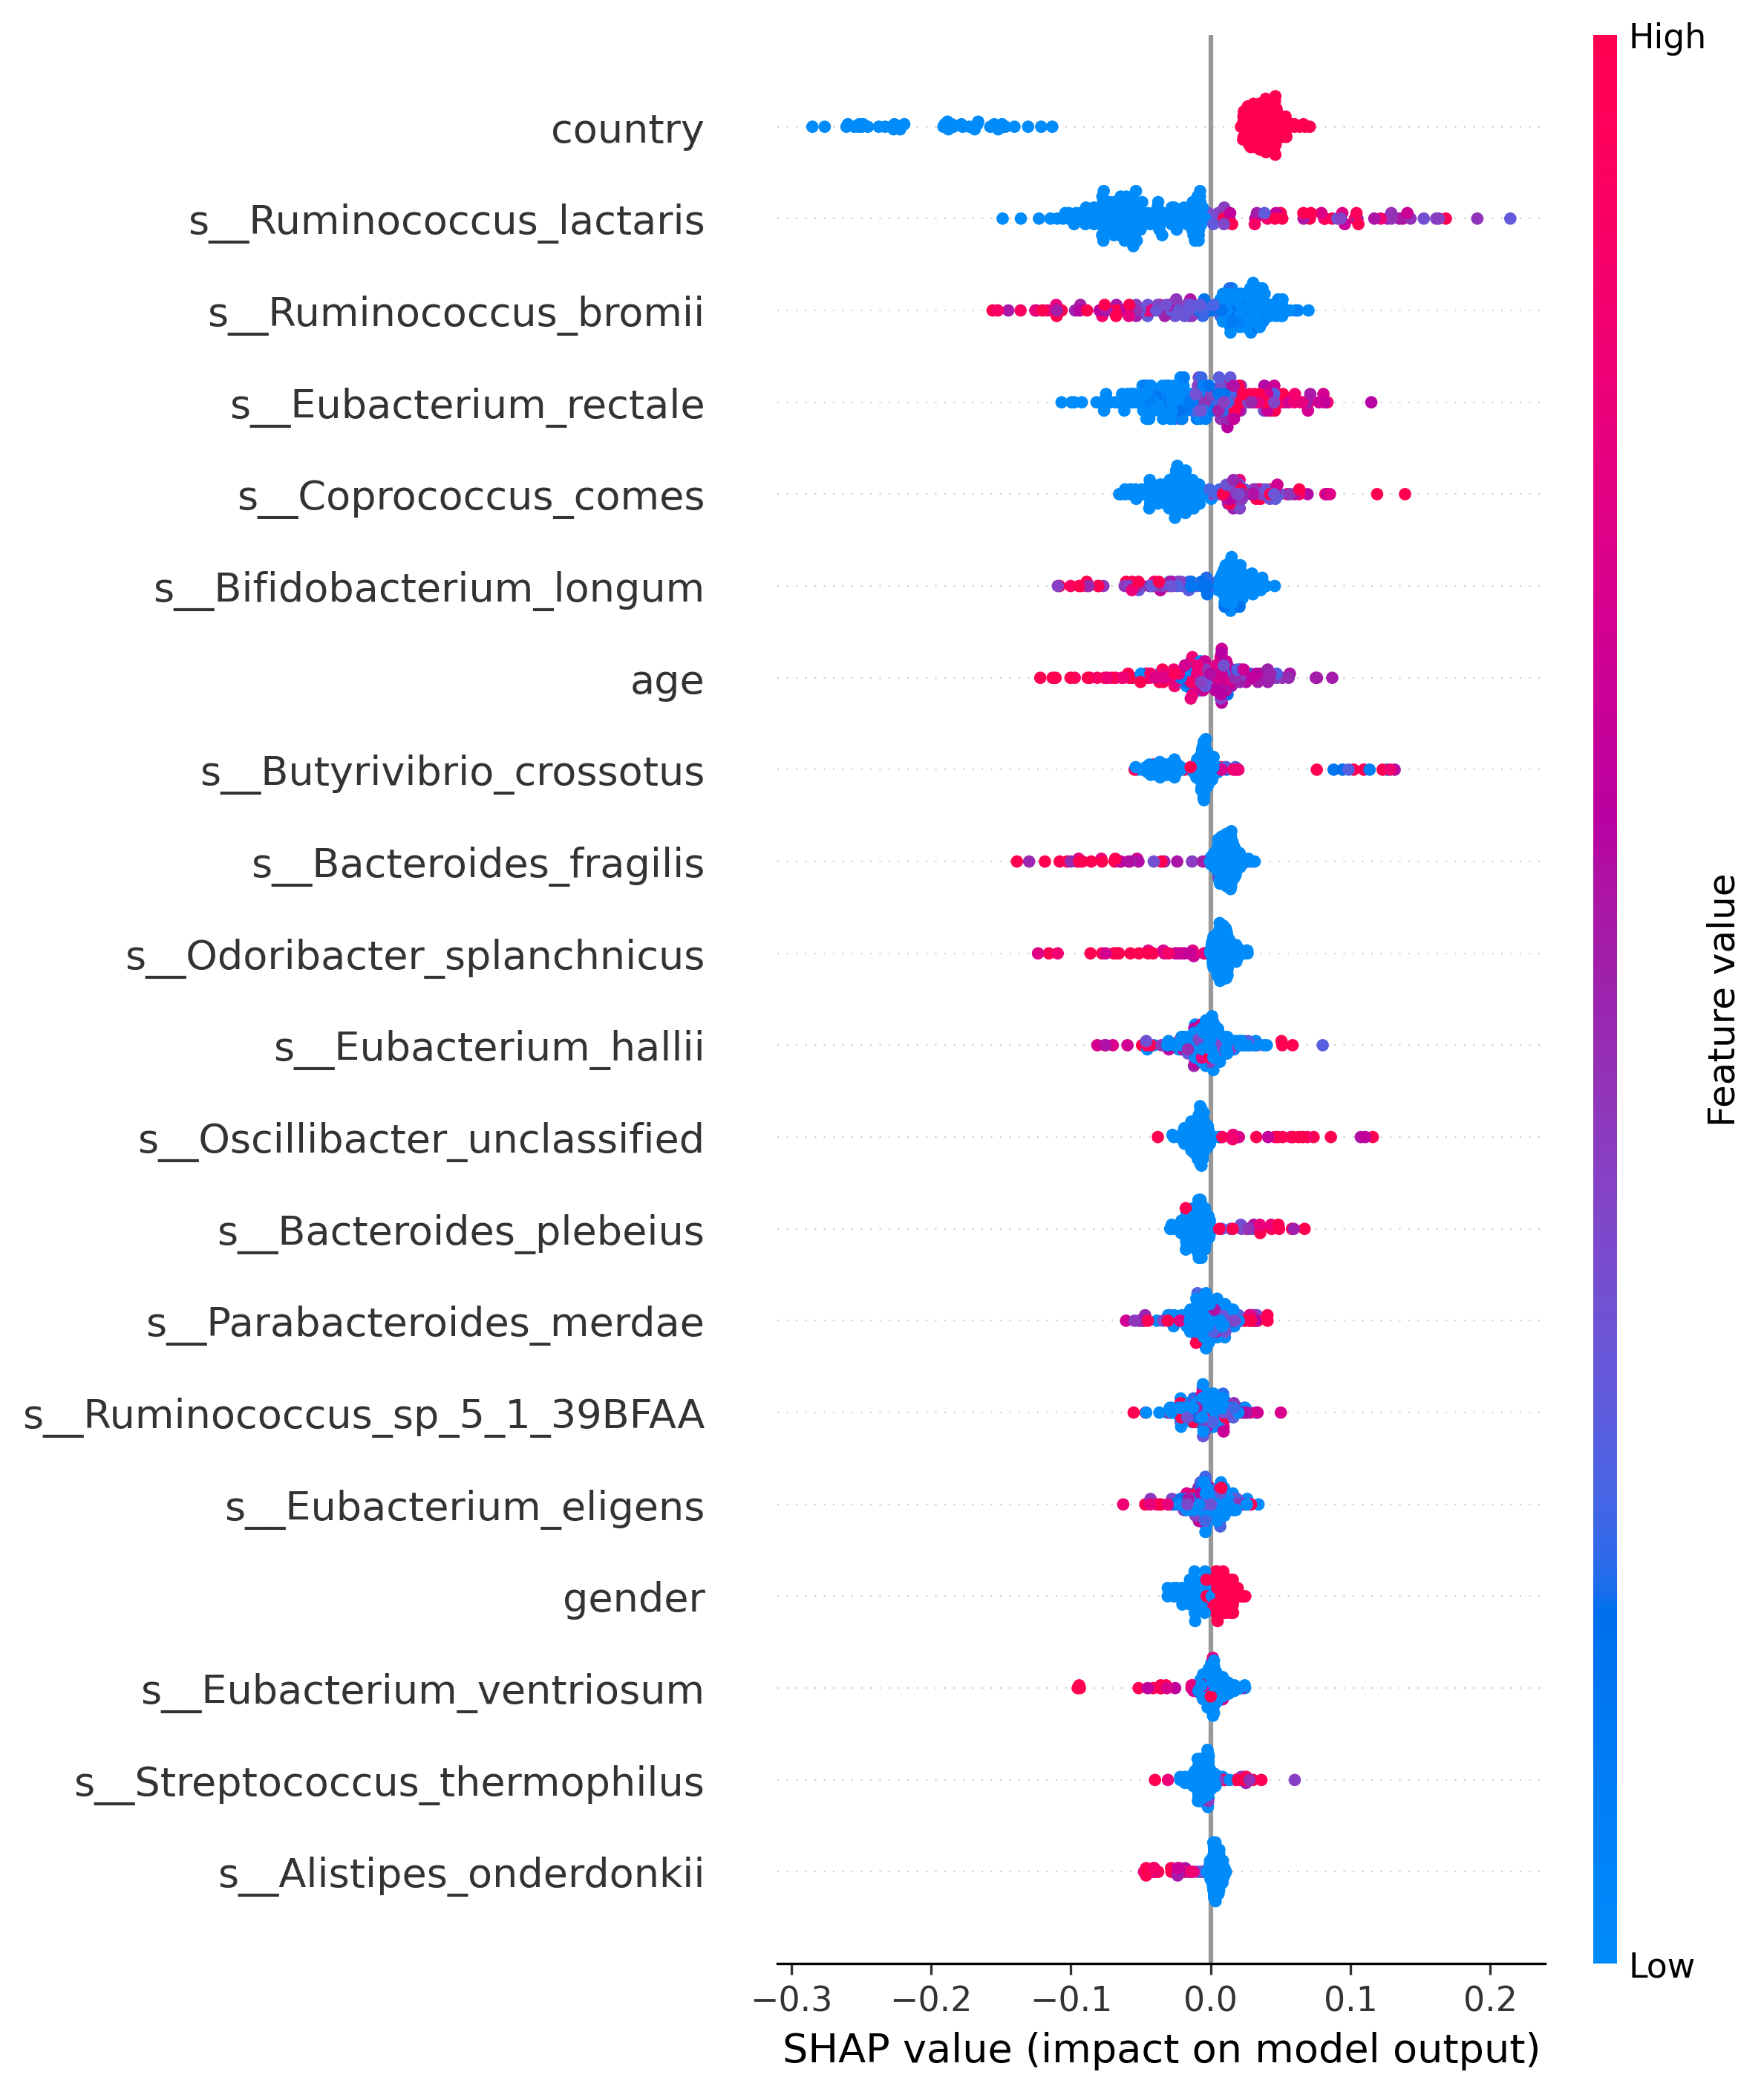 High
country
s__Ruminococcus_lactaris
s__Ruminococcus_bromii
s__Eubacterium_rectale
s__Coprococcus_comes
s__Bifidobacterium_longum
age
s__Butyrivibrio_crossotus
s__Bacteroides_fragilis
s__Odoribacter_splanchnicus
s__Eubacterium_hallii
s__Oscillibacter_unclassified
s__Bacteroides_plebeius
s__Parabacteroides_merdae
s__Ruminococcus_sp_5_1_39BFAA
s__Eubacterium_eligens
gender
s__Eubacterium_ventriosum
s__Streptococcus_thermophilus
s__Alistipes_onderdonkii
Feature value
Low
−0.3 −0.2 −0.1 0.0 0.1 0.2
SHAP value (impact on model output)